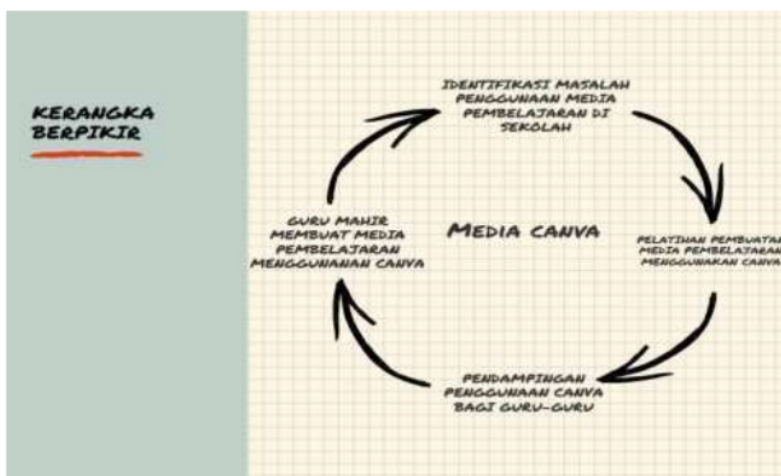 KERANGKA
BERPIKIR
IDENTIFIKASI MASALAH
PENGGUNAAN MEDIA
PEMBELAJARAN DI
SEKOLAH
MEDIA CANVA
PELATIHAN PEMBUATAN
MEDIA PEMBELAJARAN
MENGGUNAKAN CANVA
PENDAMPINGAN
PENGGUNAAN CANVA
BAGI GURU-GURU
GURU MAHIR
MEMBUAT MEDIA
PEMBELAJARAN
MENGGUNANAN CANVA